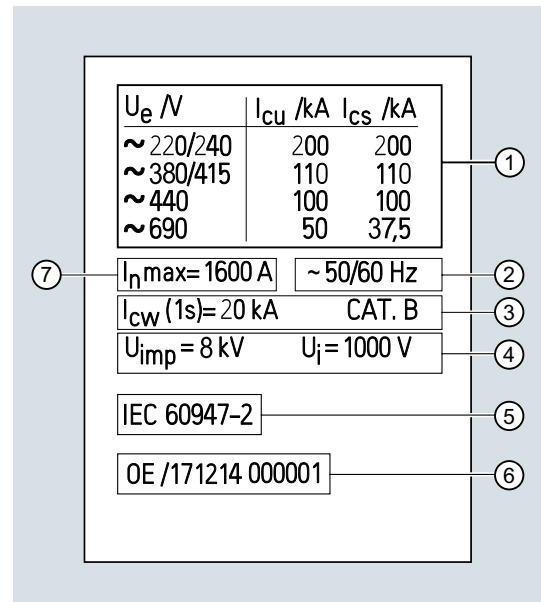 Ue /V Icu /kA Ics /kA
~ 220/240 200 200
~ 380/415 110 110
~ 440 100 100
~ 690 50 37,5
1
7
In max= 1600 A ~ 50/60 Hz
2
Icw (1s)= 20 kA CAT. B
3
Uimp = 8 kV Ui = 1000 V
4
IEC 60947-2
5
OE /171214 000001
6